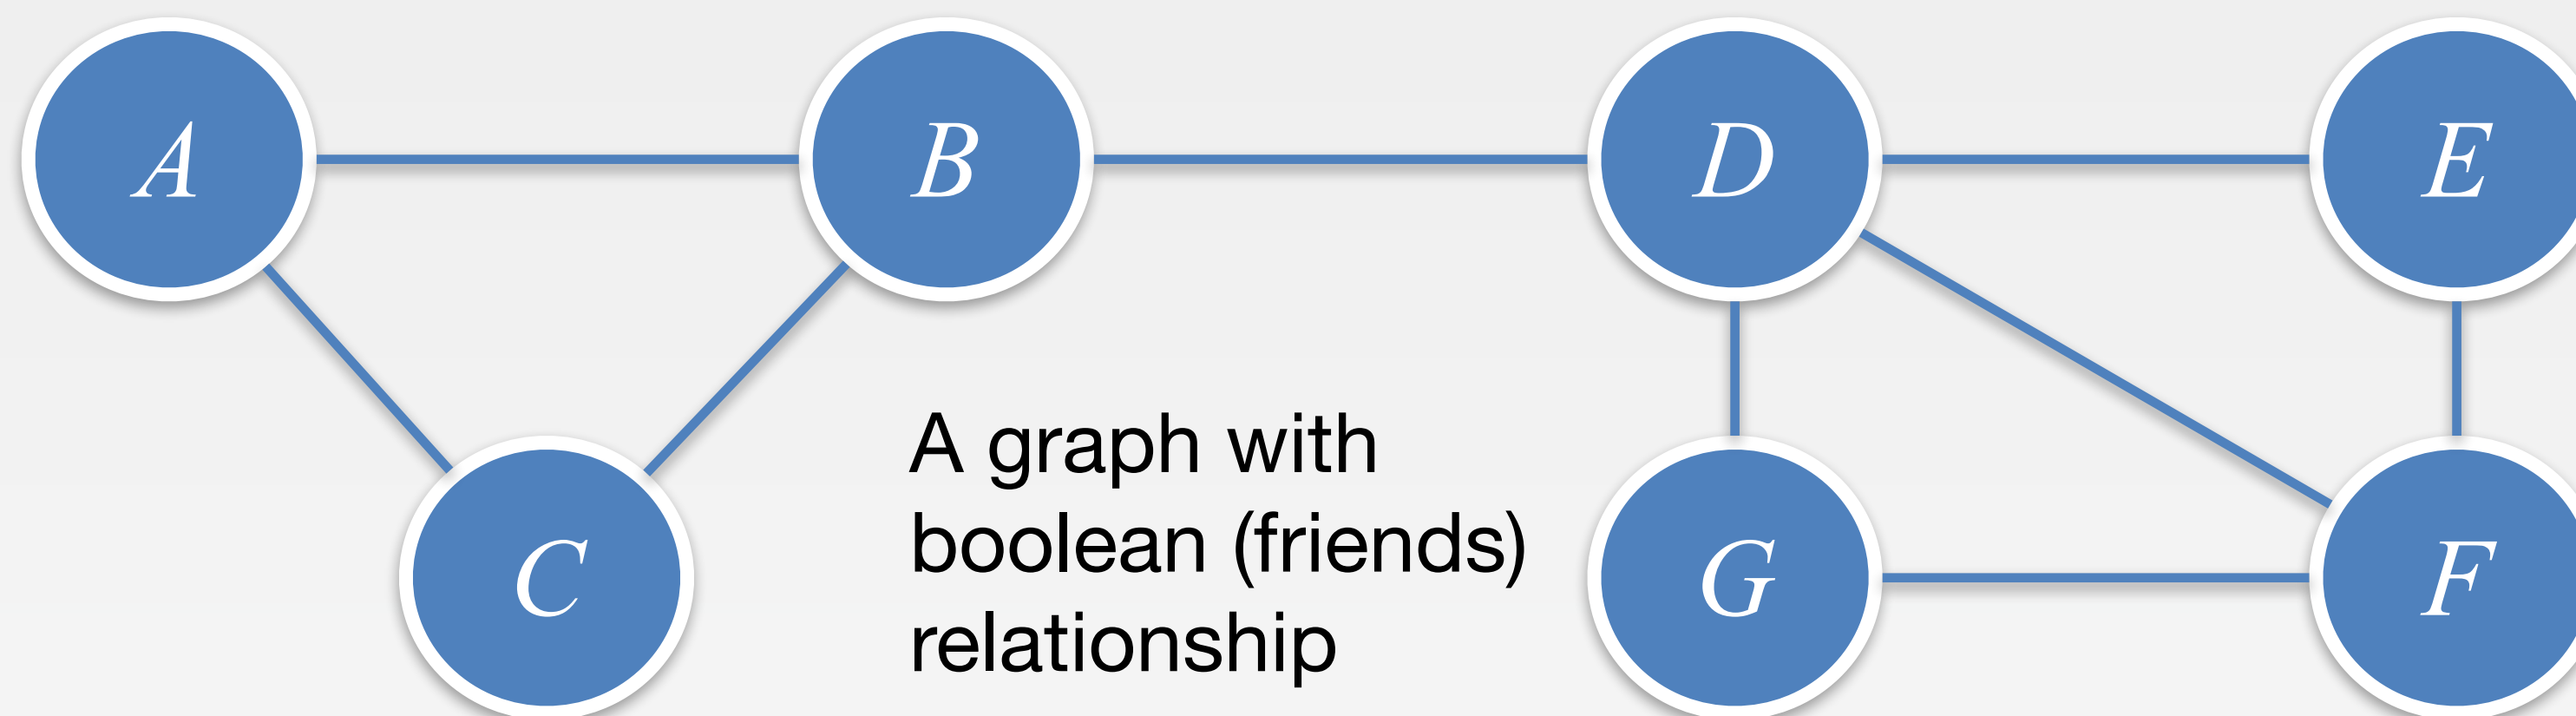 A
B
D
E
A graph with
boolean (friends)
relationship
C
G
F